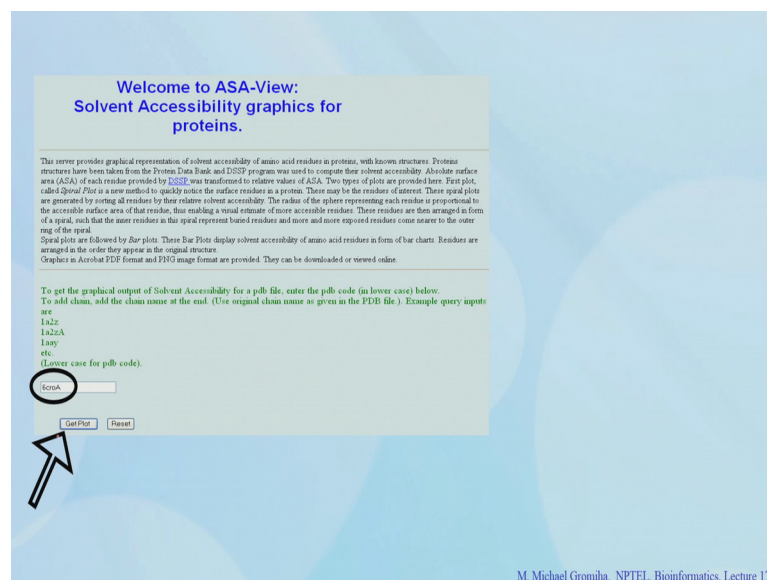 Welcome to ASA-View:
Solvent Accessibility graphics for
proteins.
This server provides graphical representation of solvent accessibility of amino acid residues in proteins, with known structures. Proteins
structures have been taken from the Protein Data Bank and DSSP program was used to compute their solvent accessibility. Absolute surface
area (ASA) of each residue provided by DSSP was transformed to relative values of ASA. Two types of plots are provided here. First plot,
called Spiral Plot is a new method to quickly notice the surface residues in a protein. There may be the residues of interest. These spiral plots
are generated by sorting all residues by their relative solvent accessibility. The radius of the sphere representing each residue is proportional to
the accessible surface area of that residue, thus enabling a visual estimate of more accessible residues. These residues are then arranged in form
of a spiral, such that the inner residues in this spiral represent buried residues and more and more exposed residues come nearer to the outer
ring of the spiral.
Spiral plots are followed by Bar plots. These Bar Plots display solvent accessibility of amino acid residues in form of bar charts. Residues are
arranged in the order they appear in the original structure.
Graphics in Acrobat PDF format and PNG image format are provided. They can be downloaded or viewed online.
To get the graphical output of Solvent Accessibility for a pdb file, enter the pdb code (in lower case) below.
To add chain, add the chain name at the end. (Use original chain name as given in the PDB file.). Example query inputs
are
1a2z
1a2zA
1aay
etc.
(Lower case for pdb code).
6croA
Get Plot Reset
M. Michael Gromiha, NPTEL, Bioinformatics, Lecture